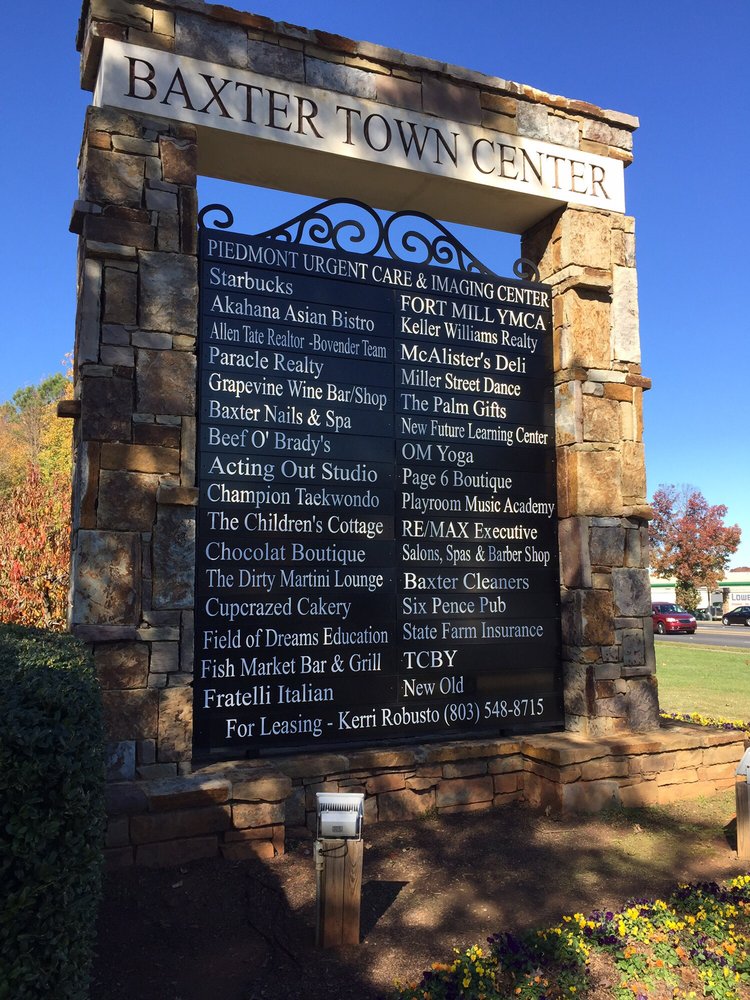 BAXTER TOWN CENTER
PIEDMONT URGENT CARE & IMAGING CENTER
Starbucks
Akahana Asian Bistro
Allen Tate Realtor -Bovender Team
Paracle Realty
Grapevine Wine Bar/Shop
Baxter Nails & Spa
Beef O' Brady's
Acting Out Studio
Champion Taekwondo
The Children's Cottage
Chocolat Boutique
The Dirty Martini Lounge
Cupcrazed Cakery
Field of Dreams Education
Fish Market Bar & Grill
Fratelli Italian
FORT MILL YMCA
Keller Williams Realty
McAlister's Deli
Miller Street Dance
The Palm Gifts
New Future Learning Center
OM Yoga
Page 6 Boutique
Playroom Music Academy
RE/MAX Executive
Salons, Spas & Barber Shop
Baxter Cleaners
Six Pence Pub
State Farm Insurance
TCBY
New Old
For Leasing - Kerri Robusto (803) 548-8715